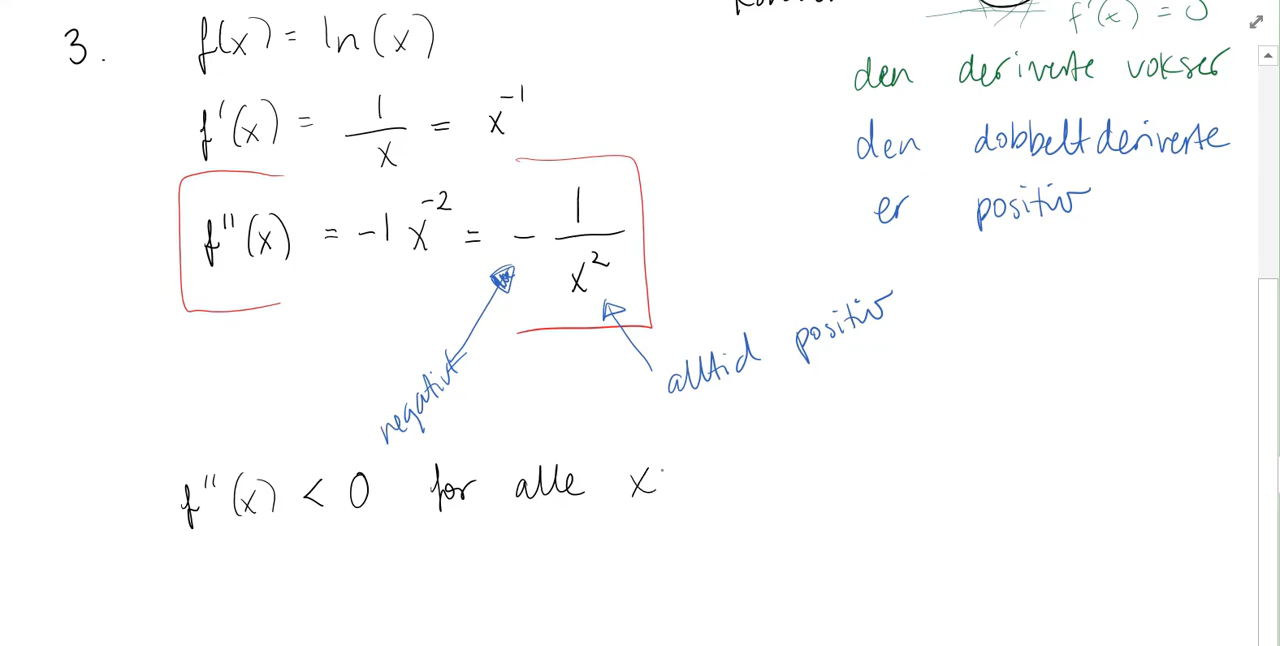 3. f(x) = ln(x)
f'(x) = 1/x = x^-1
f''(x) = -1 x^-2 = - 1/x^2
negativt
alltid positiv
f''(x) < 0 for alle x
f'(x) = 0
den deriverte vokser
den dobbeltderiverte
er positiv